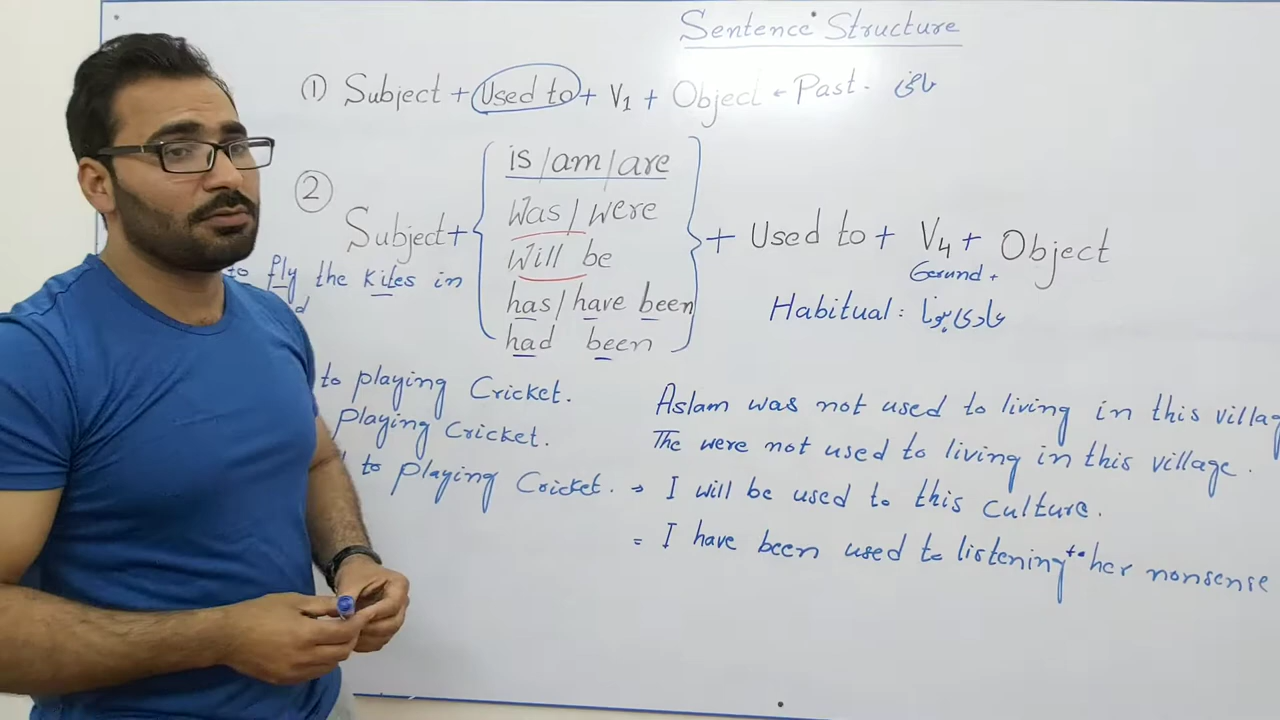 Sentence Structure
① Subject + Used to + V1 + Object ← Past. ماضی
② Subject + { is/am/are
Was/were
Will be
has/have been
had been } + Used to + V4 + Object
Gerund +
Habitual: عادی ہونا
to fly the kites in
to playing Cricket.
Playing Cricket.
to playing Cricket.
Aslam was not used to living in this villag
The were not used to living in this village.
→ I will be used to this culture.
= I have been used to listening to her nonsense